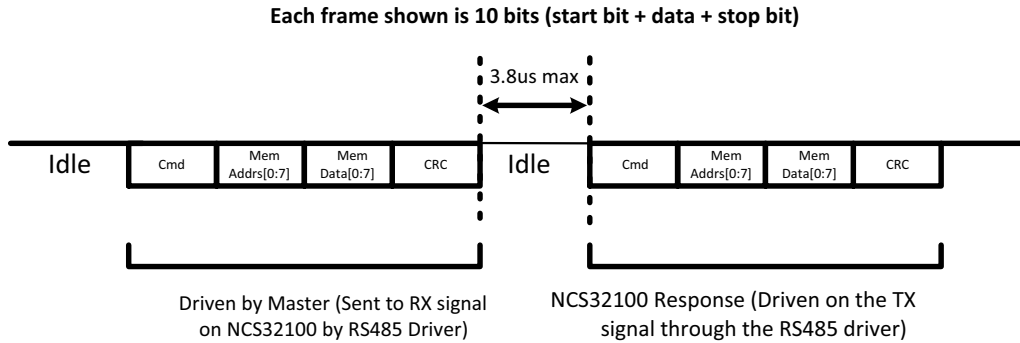 Each frame shown is 10 bits (start bit + data + stop bit)
3.8us max
Idle
Cmd
Mem
Addrs[0:7]
Mem
Data[0:7]
CRC
Idle
Cmd
Mem
Addrs[0:7]
Mem
Data[0:7]
CRC
Driven by Master (Sent to RX signal
on NCS32100 by RS485 Driver)
NCS32100 Response (Driven on the TX
signal through the RS485 driver)